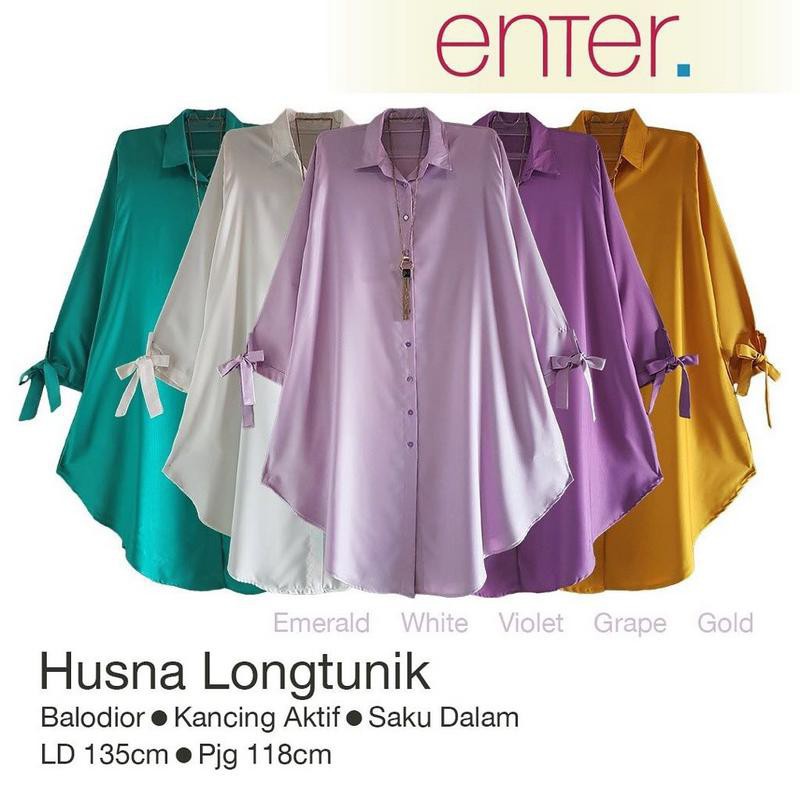 enter.
Emerald White Violet Grape Gold
Husna Longtunik
Balodior ● Kancing Aktif ● Saku Dalam
LD 135cm ● Pjg 118cm